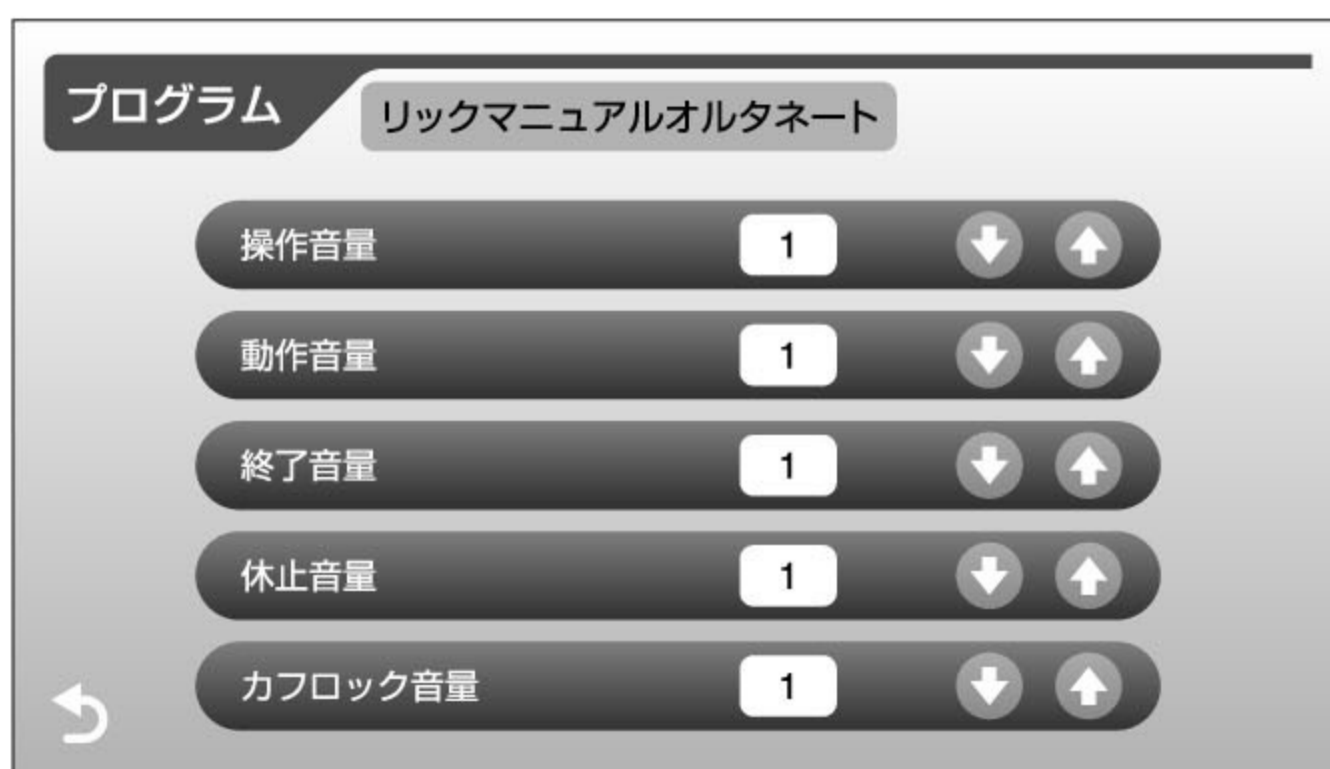 プログラム
リックマニュアルオルタネート
操作音量 1
動作音量 1
終了音量 1
休止音量 1
カフロック音量 1